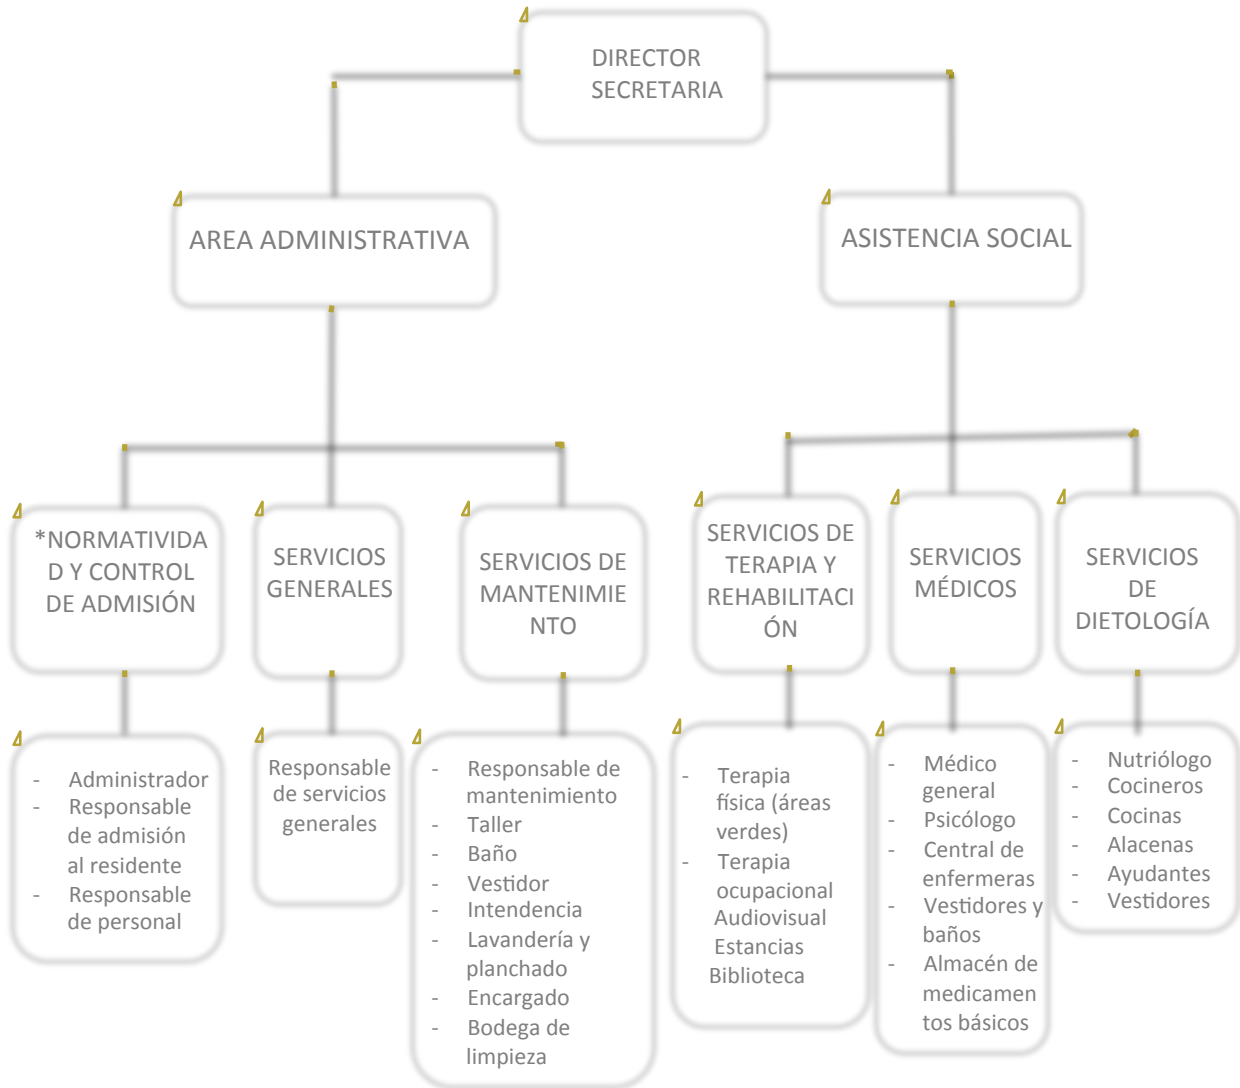 DIRECTOR
SECRETARIA
AREA ADMINISTRATIVA
ASISTENCIA SOCIAL
*NORMATIVIDA
D Y CONTROL
DE ADMISIÓN
SERVICIOS
GENERALES
SERVICIOS DE
MANTENIMIE
NTO
SERVICIOS DE
TERAPIA Y
REHABILITACI
ÓN
SERVICIOS
MÉDICOS
SERVICIOS
DE
DIETOLOGÍA
- Administrador
- Responsable
de admisión
al residente
- Responsable
de personal
Responsable
de servicios
generales
- Responsable de
mantenimiento
- Taller
- Baño
- Vestidor
- Intendencia
- Lavandería y
planchado
- Encargado
- Bodega de
limpieza
- Terapia
física (áreas
verdes)
- Terapia
ocupacional
Audiovisual
Estancias
Biblioteca
- Médico
general
- Psicólogo
- Central de
enfermeras
- Vestidores y
baños
- Almacén de
medicamen
tos básicos
- Nutriólogo
- Cocineros
- Cocinas
- Alacenas
- Ayudantes
- Vestidores